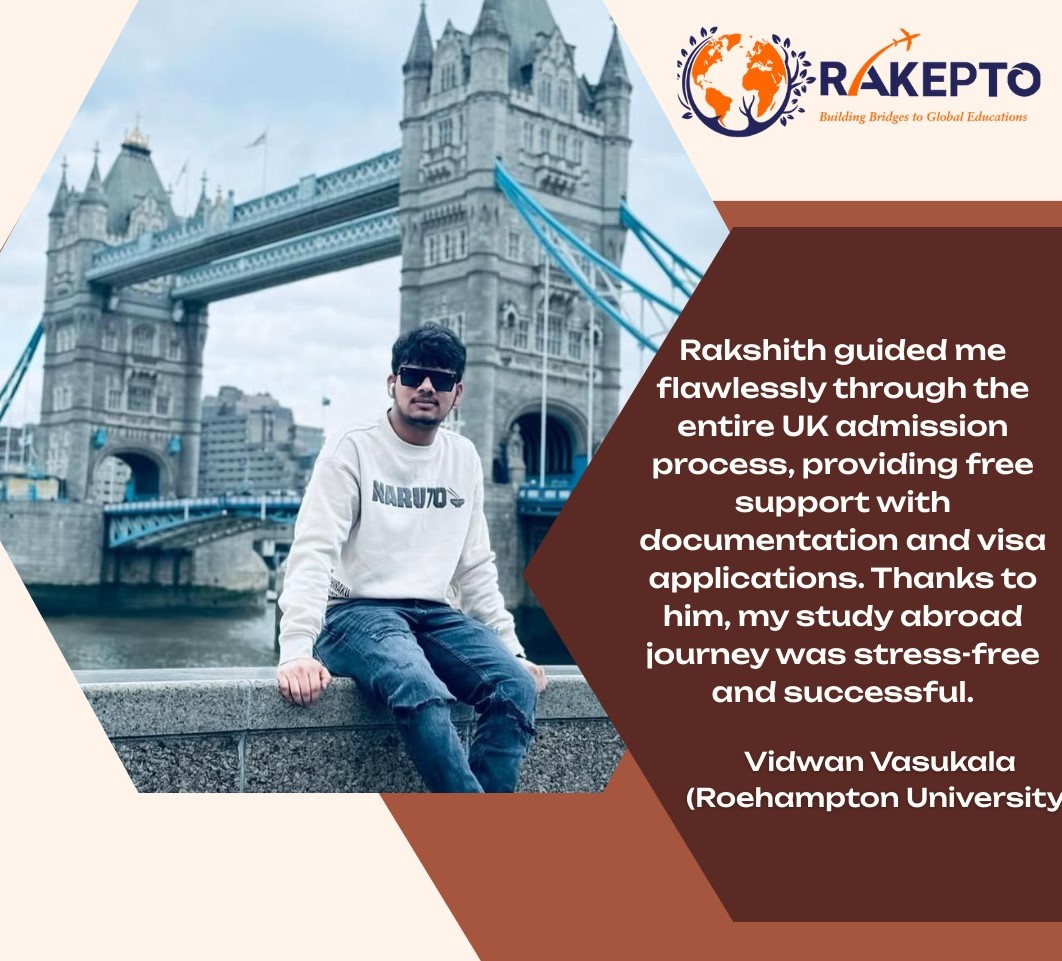 RAKEPTO
Building Bridges to Global Educations
NARUTO
Rakshith guided me
flawlessly through the
entire UK admission
process, providing free
support with
documentation and visa
applications. Thanks to
him, my study abroad
journey was stress-free
and successful.
Vidwan Vasukala
(Roehampton University